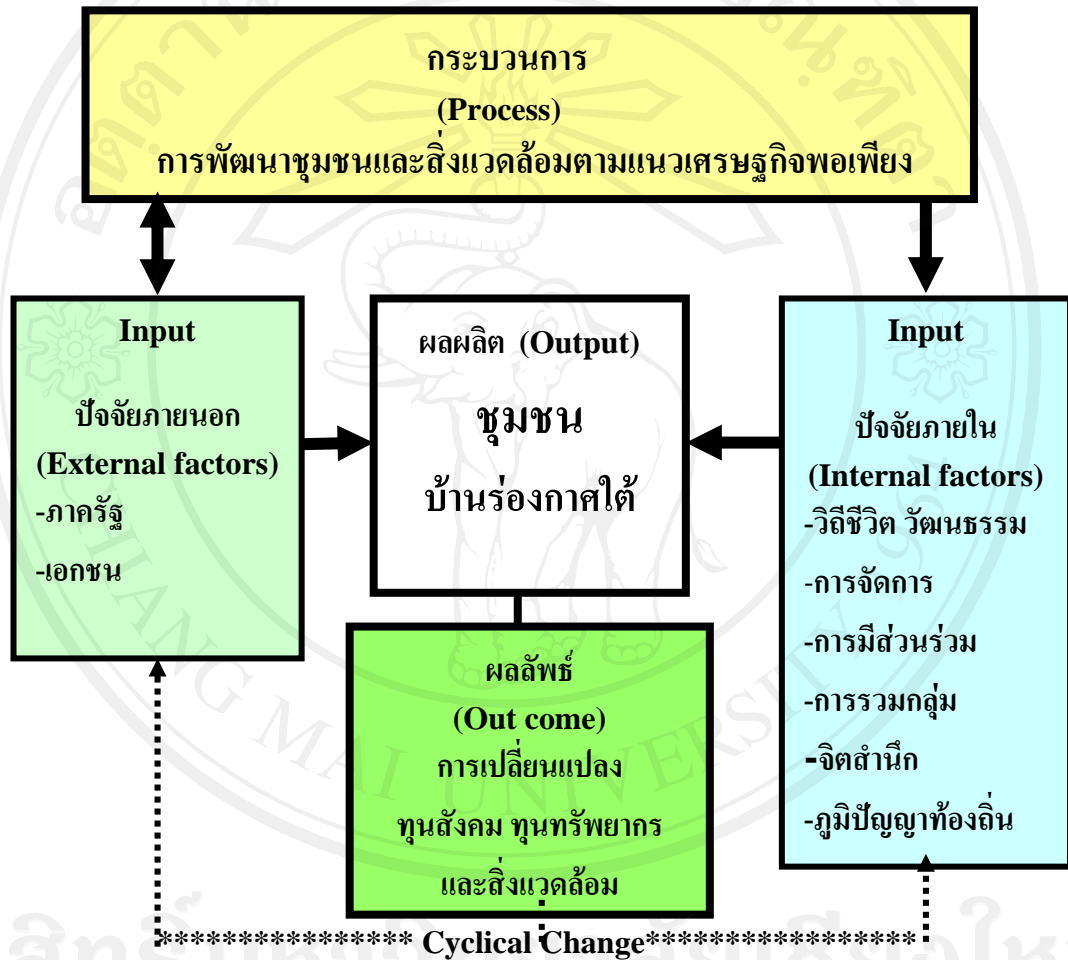 กระบวนการ
(Process)
การพัฒนาชุมชนและสิ่งแวดล้อมตามแนวเศรษฐกิจพอเพียง
Input
ปัจจัยภายนอก
(External factors)
-ภาครัฐ
-เอกชน
ผลผลิต (Output)
ชุมชน
บ้านร่องกาศใต้
Input
ปัจจัยภายใน
(Internal factors)
-วิถีชีวิต วัฒนธรรม
-การจัดการ
-การมีส่วนร่วม
-การรวมกลุ่ม
-จิตสำนึก
-ภูมิปัญญาท้องถิ่น
ผลลัพธ์
(Out come)
การเปลี่ยนแปลง
ทุนสังคม ทุนทรัพยากร
และสิ่งแวดล้อม
**************** Cyclical Change*****************
CHIANG MAI UNIVERSITY